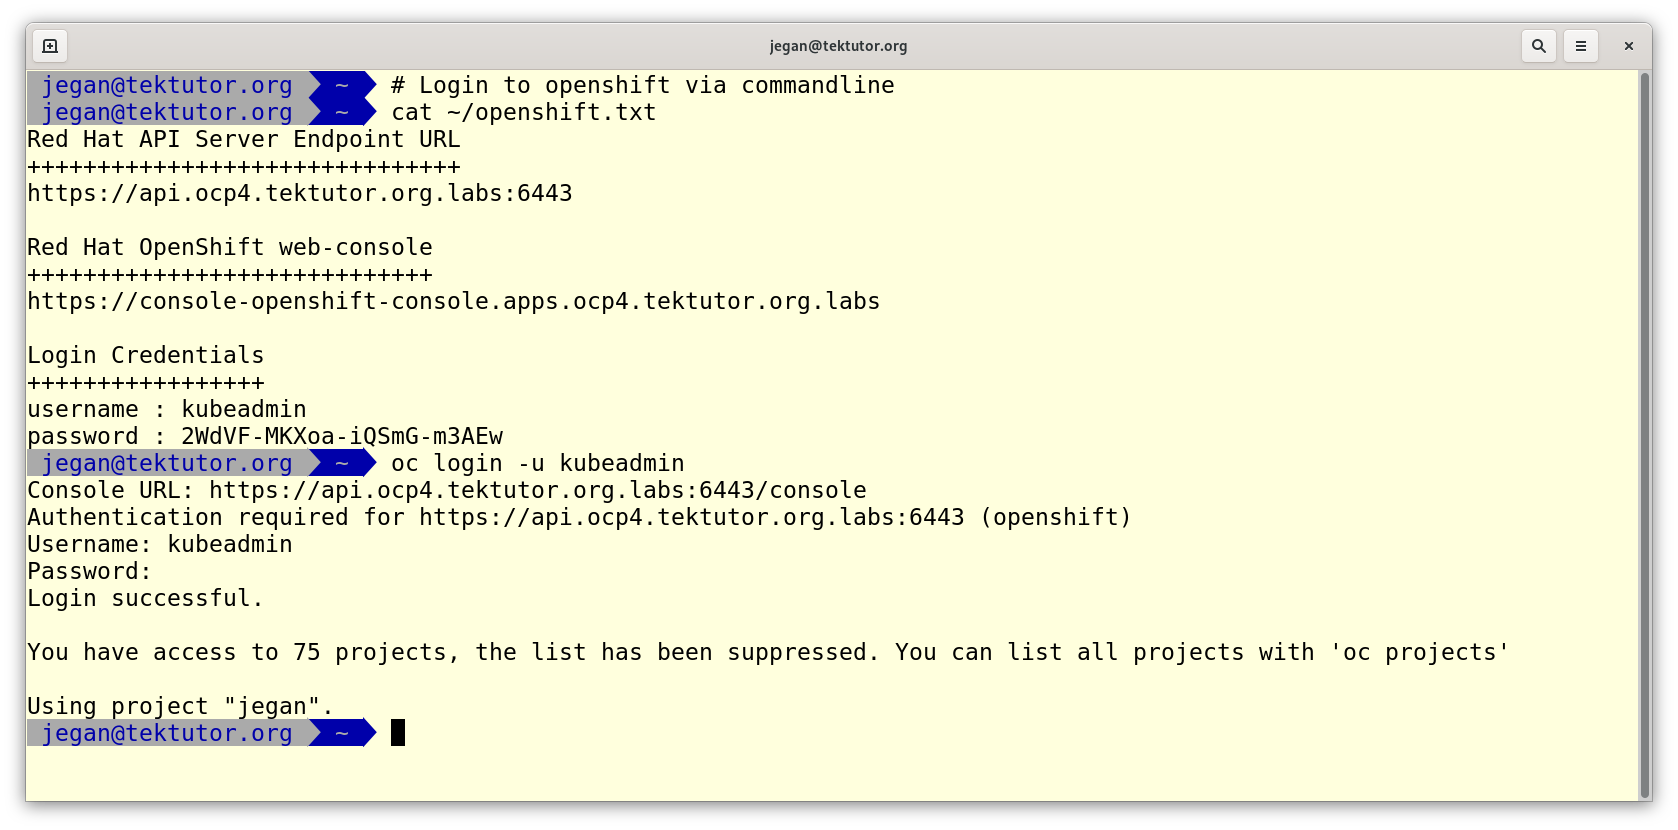 jegan@tektutor.org
jegan@tektutor.org ~ # Login to openshift via commandline
jegan@tektutor.org ~ cat ~/openshift.txt
Red Hat API Server Endpoint URL
+++++++++++++++++++++++++++++++
https://api.ocp4.tektutor.org.labs:6443
Red Hat OpenShift web-console
+++++++++++++++++++++++++++++
https://console-openshift-console.apps.ocp4.tektutor.org.labs
Login Credentials
+++++++++++++++++
username : kubeadmin
password : 2WdVF-MKXoa-iQSmG-m3AEw
jegan@tektutor.org ~ oc login -u kubeadmin
Console URL: https://api.ocp4.tektutor.org.labs:6443/console
Authentication required for https://api.ocp4.tektutor.org.labs:6443 (openshift)
Username: kubeadmin
Password:
Login successful.
You have access to 75 projects, the list has been suppressed. You can list all projects with 'oc projects'
Using project "jegan".
jegan@tektutor.org ~